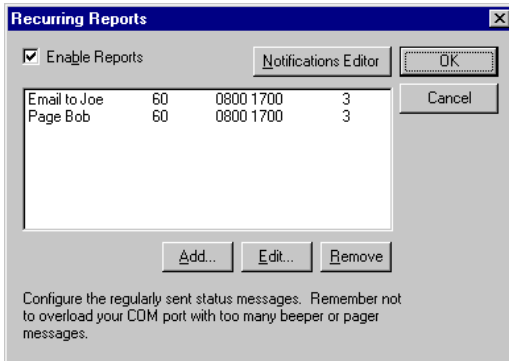 Recurring Reports
Enable Reports
Notifications Editor
OK
Cancel
Email to Joe 60 0800 1700 3
Page Bob 60 0800 1700 3
Add...
Edit...
Remove
Configure the regularly sent status messages. Remember not
to overload your COM port with too many beeper or pager
messages.